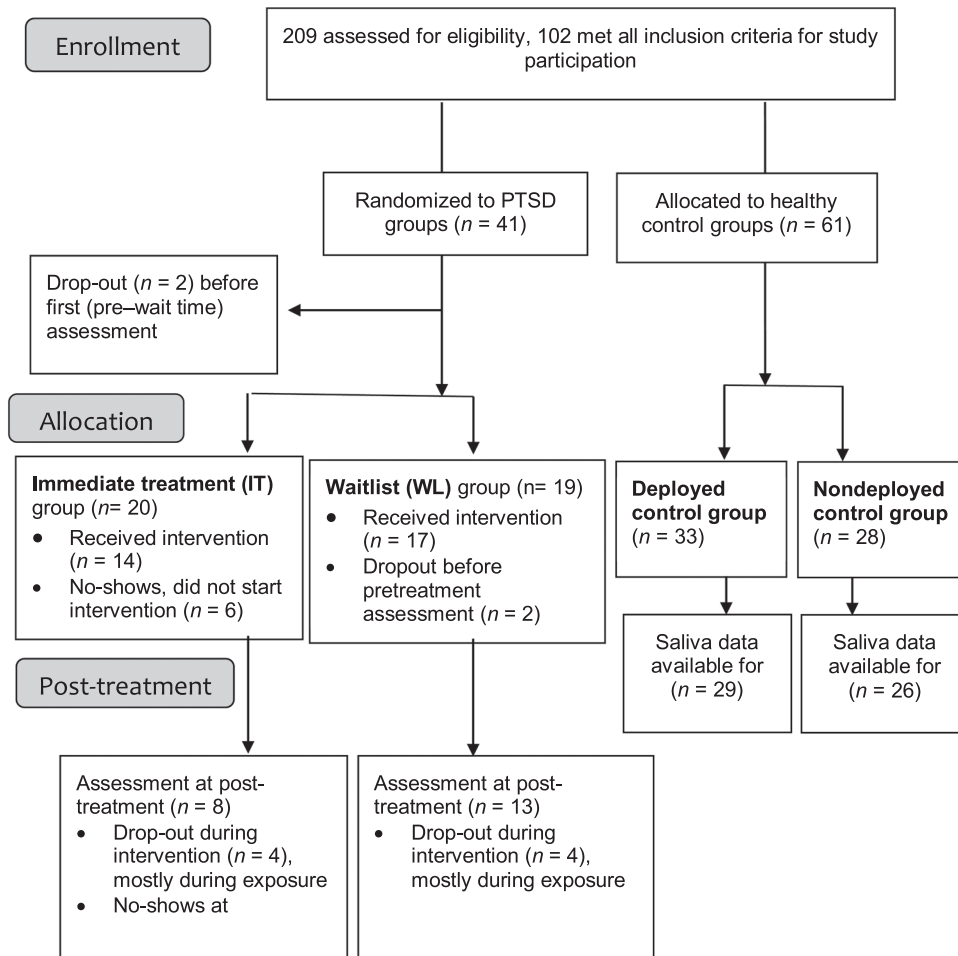 Enrollment
209 assessed for eligibility, 102 met all inclusion criteria for study
participation
Randomized to PTSD
groups (n = 41)
Allocated to healthy
control groups (n = 61)
Drop-out (n = 2) before
first (pre–wait time)
assessment
Allocation
Immediate treatment (IT)
group (n= 20)
• Received intervention
(n = 14)
• No-shows, did not start
intervention (n = 6)
Waitlist (WL) group (n= 19)
• Received intervention
(n = 17)
• Dropout before
pretreatment
assessment (n = 2)
Deployed
control group
(n = 33)
Nondeployed
control group
(n = 28)
Saliva data
available for
(n = 29)
Saliva data
available for
(n = 26)
Post-treatment
Assessment at post-
treatment (n = 8)
• Drop-out during
intervention (n = 4),
mostly during exposure
• No-shows at
Assessment at post-
treatment (n = 13)
• Drop-out during
intervention (n = 4),
mostly during exposure